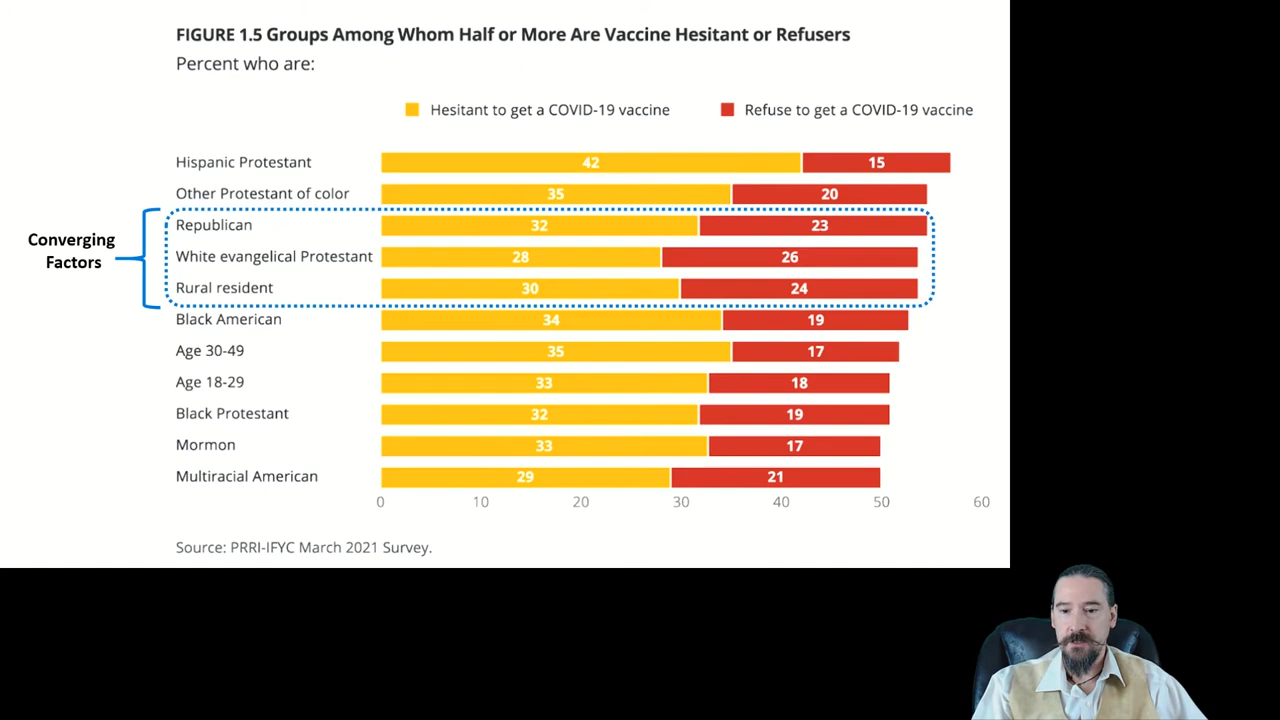 FIGURE 1.5 Groups Among Whom Half or More Are Vaccine Hesitant or Refusers
Percent who are:
Hesitant to get a COVID-19 vaccine
Refuse to get a COVID-19 vaccine
Hispanic Protestant 42 15
Other Protestant of color 35 20
Republican 32 23
White evangelical Protestant 28 26
Rural resident 30 24
Converging
Factors
Black American 34 19
Age 30-49 35 17
Age 18-29 33 18
Black Protestant 32 19
Mormon 33 17
Multiracial American 29 21
0 10 20 30 40 50 60
Source: PRRI-IFYC March 2021 Survey.